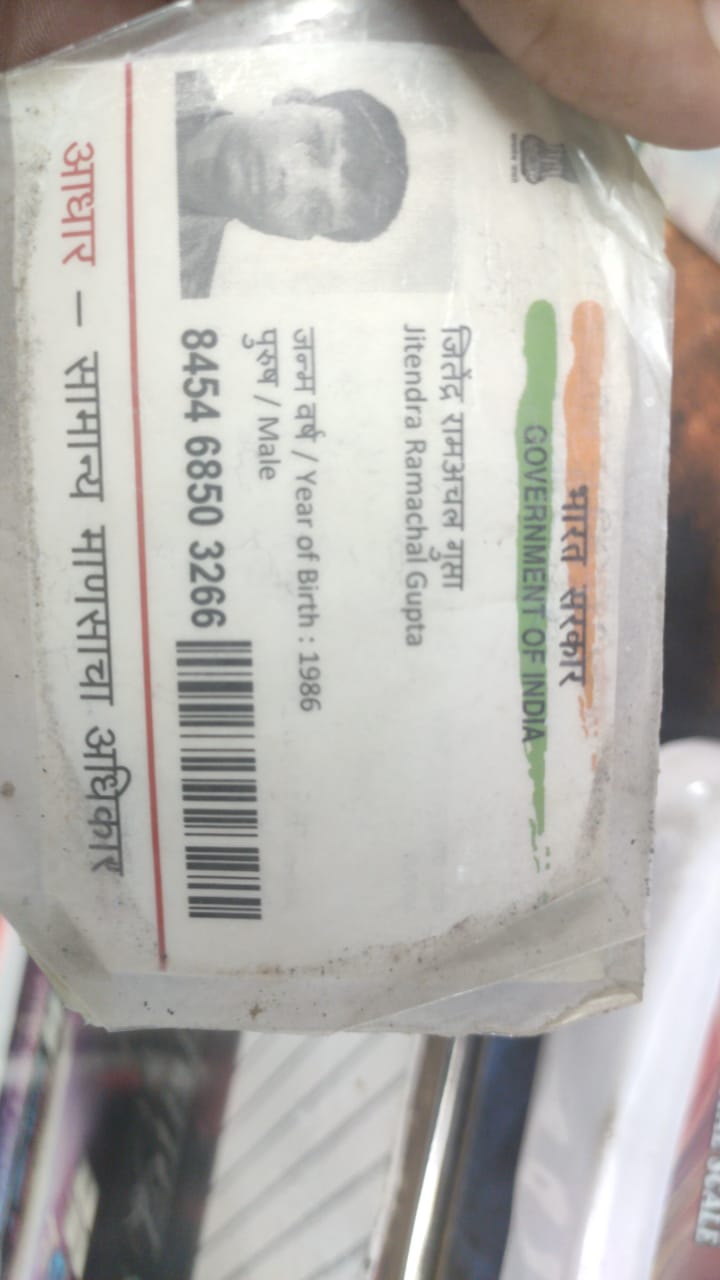 भारत सरकार
GOVERNMENT OF INDIA
जितेंद्र रामअचल गुप्ता
Jitendra Ramachal Gupta
जन्म वर्ष / Year of Birth : 1986
पुरुष / Male
8454 6850 3266
आधार – सामान्य माणसाचा अधिकार
SCALE